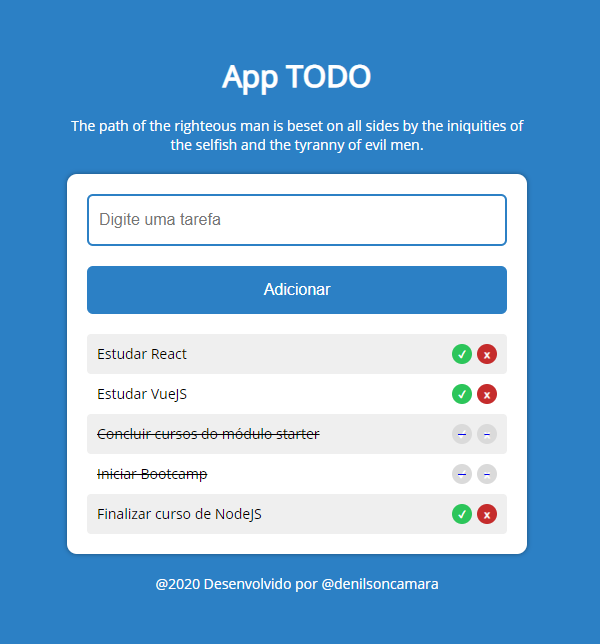 App TODO
The path of the righteous man is beset on all sides by the iniquities of
the selfish and the tyranny of evil men.
Digite uma tarefa
Adicionar
Estudar React ✓ x
Estudar VueJS ✓ x
Concluir cursos do módulo starter
Iniciar Bootcamp
Finalizar curso de NodeJS ✓ x
@2020 Desenvolvido por @denilsoncamara